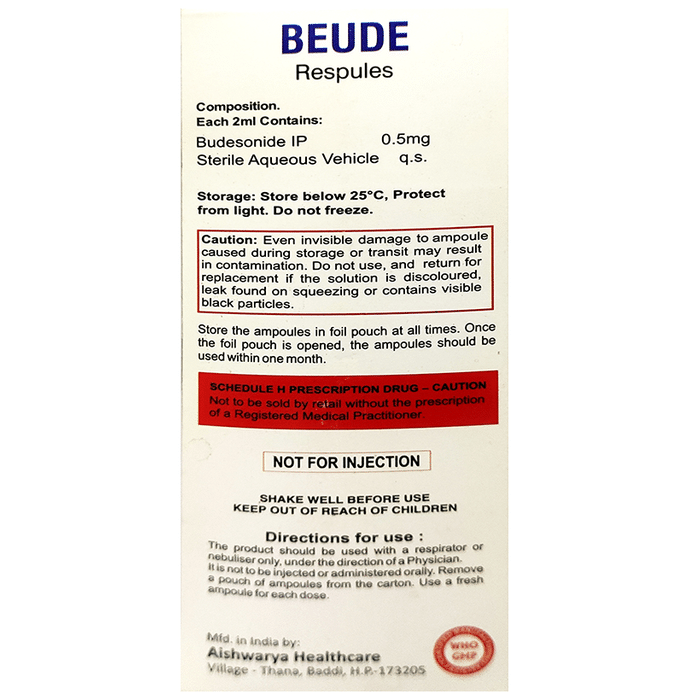 BEUDE
Respules
Composition.
Each 2ml Contains:
Budesonide IP 0.5mg
Sterile Aqueous Vehicle q.s.
Storage: Store below 25°C, Protect
from light. Do not freeze.
Caution: Even invisible damage to ampoule
caused during storage or transit may result
in contamination. Do not use, and return for
replacement if the solution is discoloured,
leak found on squeezing or contains visible
black particles.
Store the ampoules in foil pouch at all times. Once
the foil pouch is opened, the ampoules should be
used within one month.
SCHEDULE H PRESCRIPTION DRUG – CAUTION
Not to be sold by retail without the prescription
of a Registered Medical Practitioner.
NOT FOR INJECTION
SHAKE WELL BEFORE USE
KEEP OUT OF REACH OF CHILDREN
Directions for use :
The product should be used with a respirator or
nebuliser only, under the direction of a Physician.
It is not to be injected or administered orally. Remove
a pouch of ampoules from the carton. Use a fresh
ampoule for each dose.
Mfd. in India by:
Aishwarya Healthcare
Village - Thana, Baddi, H.P.-173205
WHO
GMP